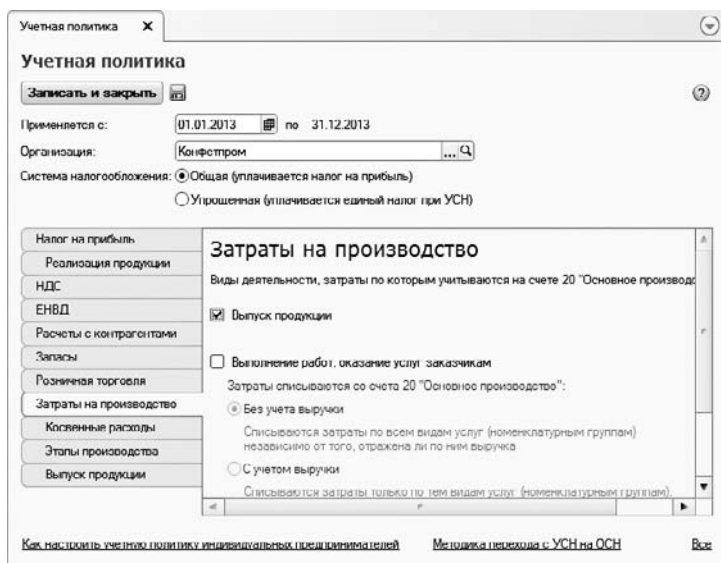 Учетная политика
Учетная политика
Записать и закрыть
Применяется с: 01.01.2013 по 31.12.2013
Организация: Конфетпром
Система налогообложения: Общая (уплачивается налог на прибыль)
Упрощенная (уплачивается единый налог при УСН)
Налог на прибыль
Реализация продукции
НДС
ЕНВД
Расчеты с контрагентами
Запасы
Розничная торговля
Затраты на производство
Косвенные расходы
Этапы производства
Выпуск продукции
Затраты на производство
Виды деятельности, затраты по которым учитываются на счете 20 "Основное производс
Выпуск продукции
Выполнение работ, оказание услуг заказчикам
Затраты списываются со счета 20 "Основное производство":
Без учета выручки
Списываются затраты по всем видам услуг (номенклатурным группам)
независимо от того, отражена ли по ним выручка
С учетом выручки
Списываются затраты только по тем видам услуг (номенклатурным группам),
Как настроить учетную политику индивидуальных предпринимателей
Методика перехода с УСН на ОСН
Все